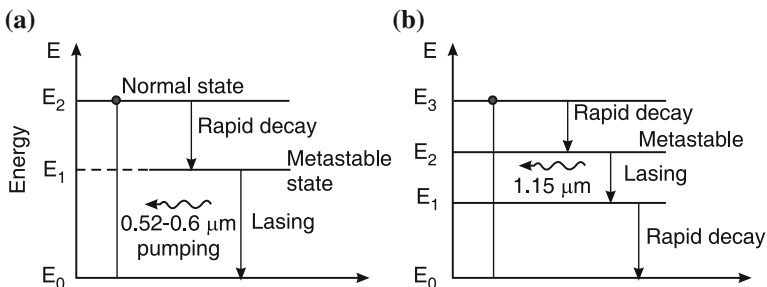 (a)
E
E2
Normal state
Rapid decay
Energy
E1
Metastable
state
0.52-0.6 μm
pumping
Lasing
E0
(b)
E
E3
Rapid decay
E2
Metastable
1.15 μm
Lasing
E1
Rapid decay
E0